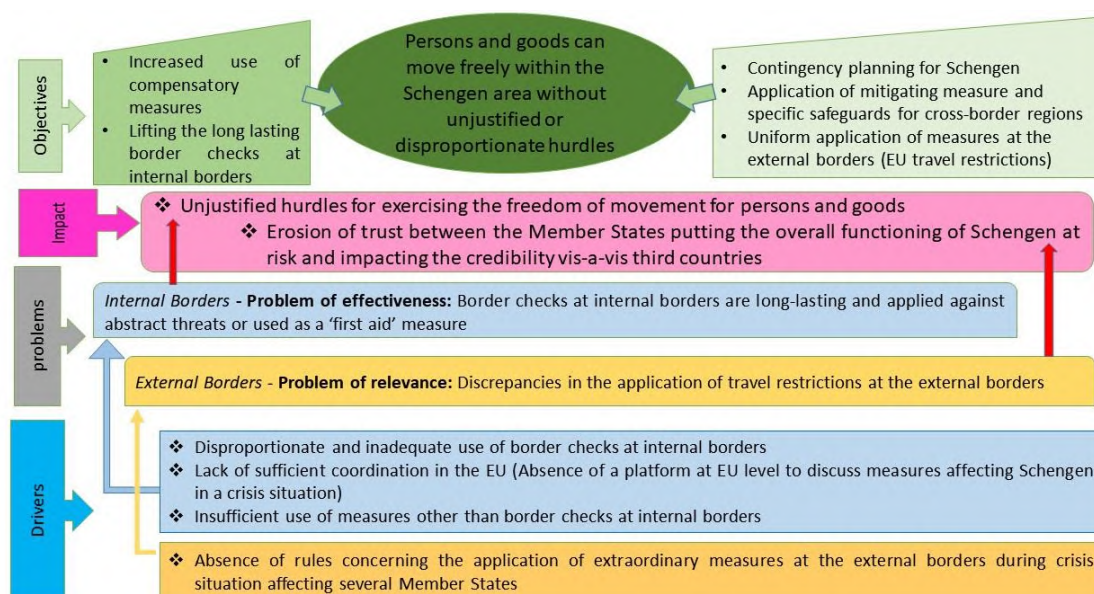 Objectives
• Increased use of
compensatory
measures
• Lifting the long lasting
border checks at
internal borders
Persons and goods can
move freely within the
Schengen area without
unjustified or
disproportionate hurdles
• Contingency planning for Schengen
• Application of mitigating measure and
specific safeguards for cross-border regions
• Uniform application of measures at the
external borders (EU travel restrictions)
Impact
❖ Unjustified hurdles for exercising the freedom of movement for persons and goods
❖ Erosion of trust between the Member States putting the overall functioning of Schengen at
risk and impacting the credibility vis-a-vis third countries
problems
Internal Borders - Problem of effectiveness: Border checks at internal borders are long-lasting and applied against
abstract threats or used as a ‘first aid’ measure
External Borders - Problem of relevance: Discrepancies in the application of travel restrictions at the external borders
Drivers
❖ Disproportionate and inadequate use of border checks at internal borders
❖ Lack of sufficient coordination in the EU (Absence of a platform at EU level to discuss measures affecting Schengen
in a crisis situation)
❖ Insufficient use of measures other than border checks at internal borders
❖ Absence of rules concerning the application of extraordinary measures at the external borders during crisis
situation affecting several Member States